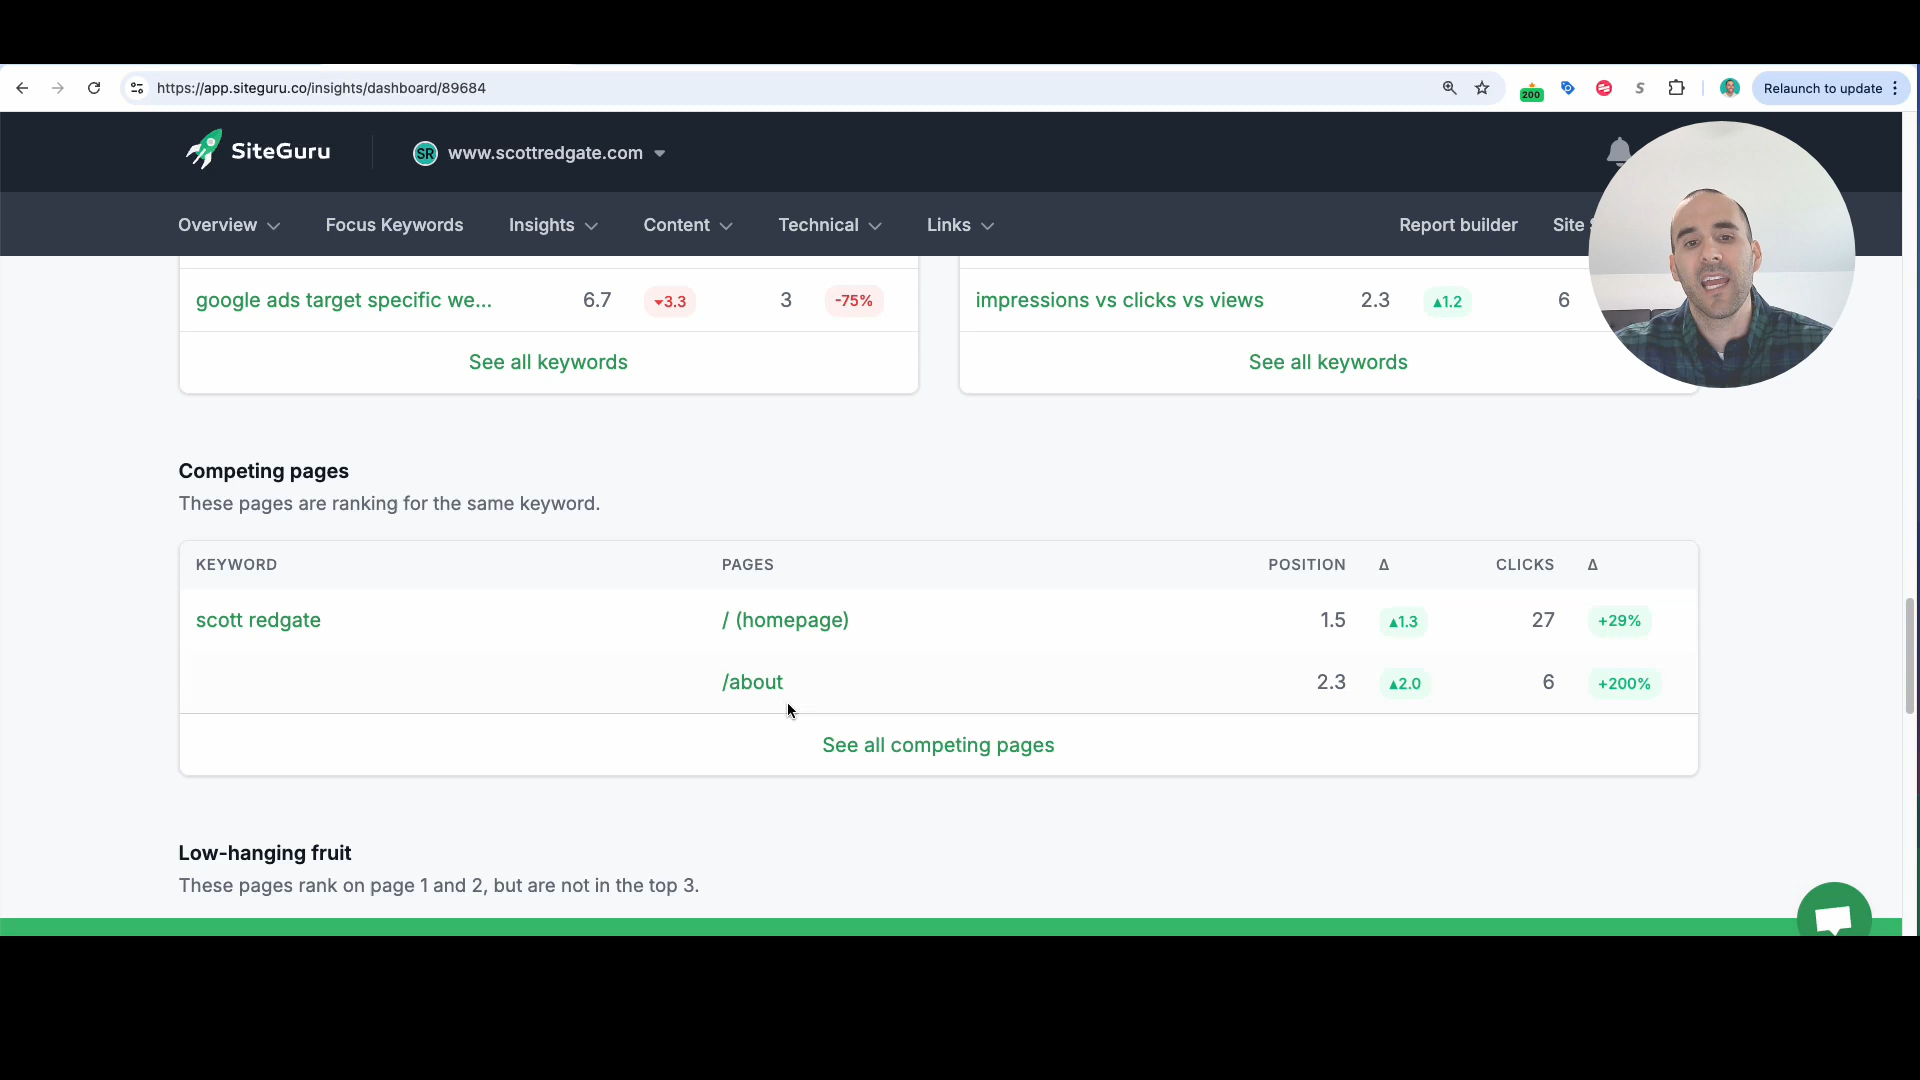 https://app.siteguru.co/insights/dashboard/89684
200
S
Relaunch to update
SiteGuru
SR www.scottredgate.com
Overview Focus Keywords Insights Content Technical Links Report builder Site
google ads target specific we... 6.7 ▾3.3 3 -75%
impressions vs clicks vs views 2.3 ▴1.2 6
See all keywords
See all keywords
Competing pages
These pages are ranking for the same keyword.
KEYWORD PAGES POSITION Δ CLICKS Δ
scott redgate / (homepage) 1.5 ▴1.3 27 +29%
/about 2.3 ▴2.0 6 +200%
See all competing pages
Low-hanging fruit
These pages rank on page 1 and 2, but are not in the top 3.